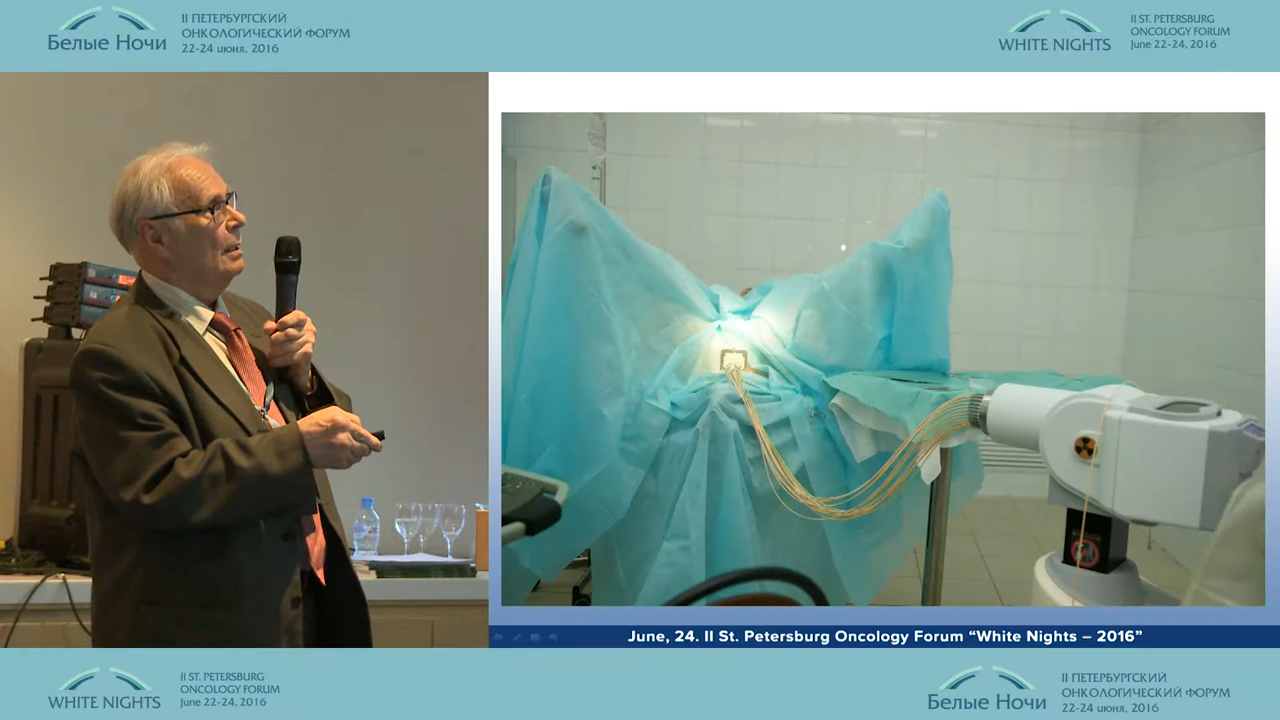 Белые Ночи
II ПЕТЕРБУРГСКИЙ
ОНКОЛОГИЧЕСКИЙ ФОРУМ
22-24 июня, 2016
WHITE NIGHTS
II ST. PETERSBURG
ONCOLOGY FORUM
June 22-24, 2016
June, 24. II St. Petersburg Oncology Forum “White Nights – 2016”
WHITE NIGHTS
II ST. PETERSBURG
ONCOLOGY FORUM
June 22-24, 2016
Белые Ночи
II ПЕТЕРБУРГСКИЙ
ОНКОЛОГИЧЕСКИЙ ФОРУМ
22-24 июня, 2016